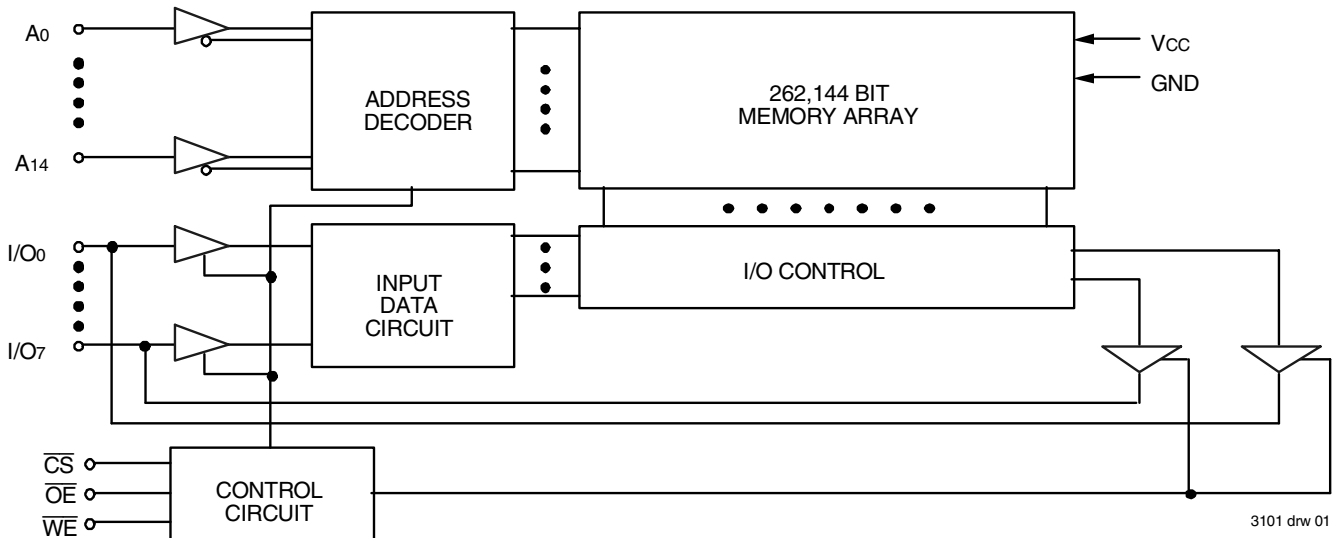 A0
VCC
GND
ADDRESS
DECODER
262,144 BIT
MEMORY ARRAY
A14
I/O0
INPUT
DATA
CIRCUIT
I/O CONTROL
I/O7
CS
OE
WE
CONTROL
CIRCUIT
3101 drw 01